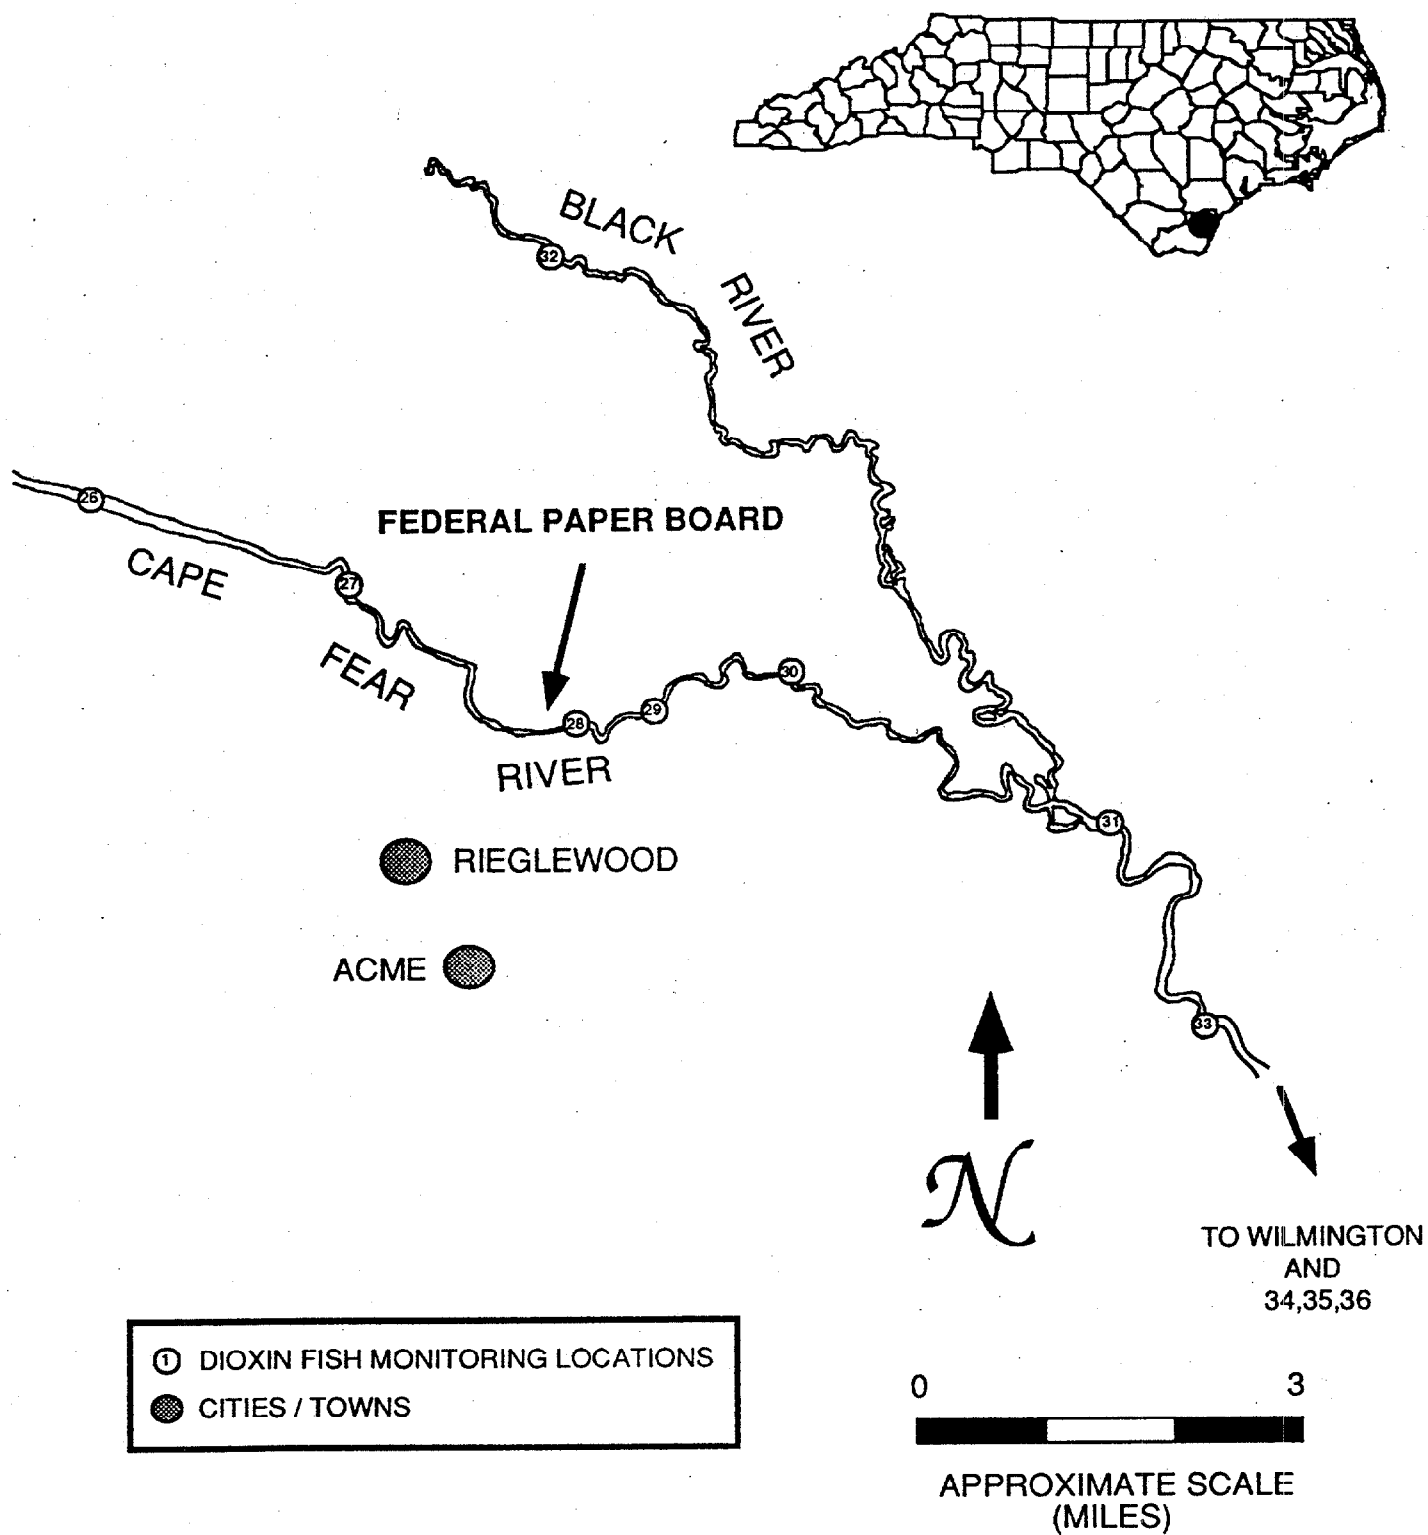 BLACK
RIVER
32
26
CAPE
FEDERAL PAPER BOARD
27
FEAR
30
29
28
RIVER
31
RIEGLEWOOD
ACME
33
N
TO WILMINGTON
AND
34,35,36
1 DIOXIN FISH MONITORING LOCATIONS
CITIES / TOWNS
0 3
APPROXIMATE SCALE
(MILES)